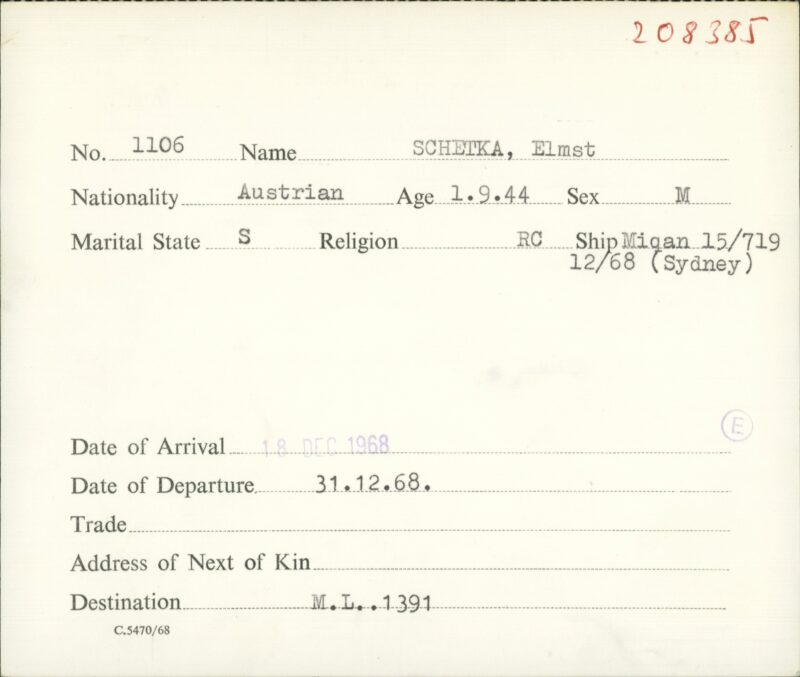 208385
No. 1106 Name SCHETKA, Elmst
Nationality Austrian Age 1.9.44 Sex M
Marital State S Religion RC Ship Miqan 15/719
12/68 (Sydney)
E
Date of Arrival 18 DEC 1968
Date of Departure 31.12.68.
Trade
Address of Next of Kin
Destination M.L..1391
C.5470/68